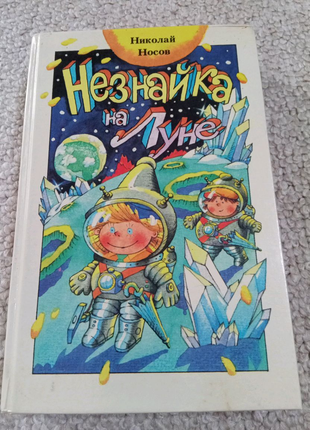 Николай
Носов
Незнайка
на Луне